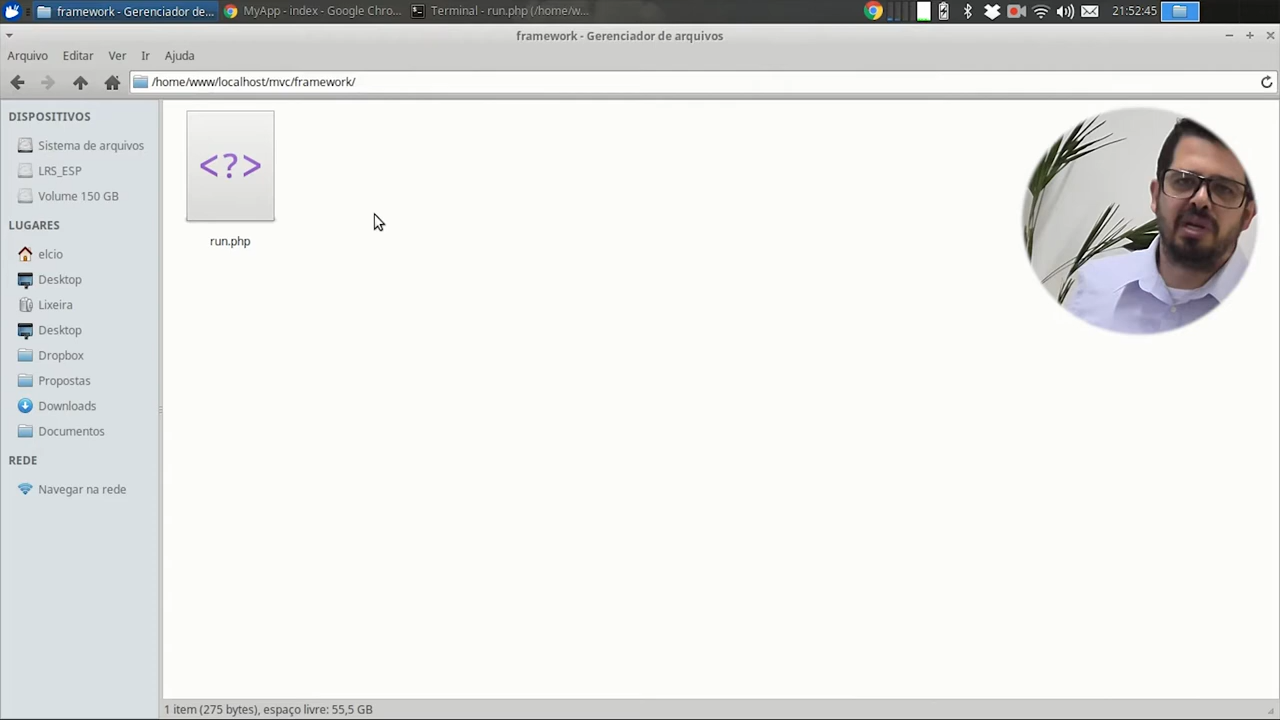 framework - Gerenciador de...
MyApp - index - Google Chro...
Terminal - run.php (/home/w...
21:52:45
framework - Gerenciador de arquivos
Arquivo Editar Ver Ir Ajuda
/home/www/localhost/mvc/framework/
DISPOSITIVOS
Sistema de arquivos
LRS_ESP
Volume 150 GB
LUGARES
elcio
Desktop
Lixeira
Desktop
Dropbox
Propostas
Downloads
Documentos
REDE
Navegar na rede
<?>
run.php
1 item (275 bytes), espaço livre: 55,5 GB